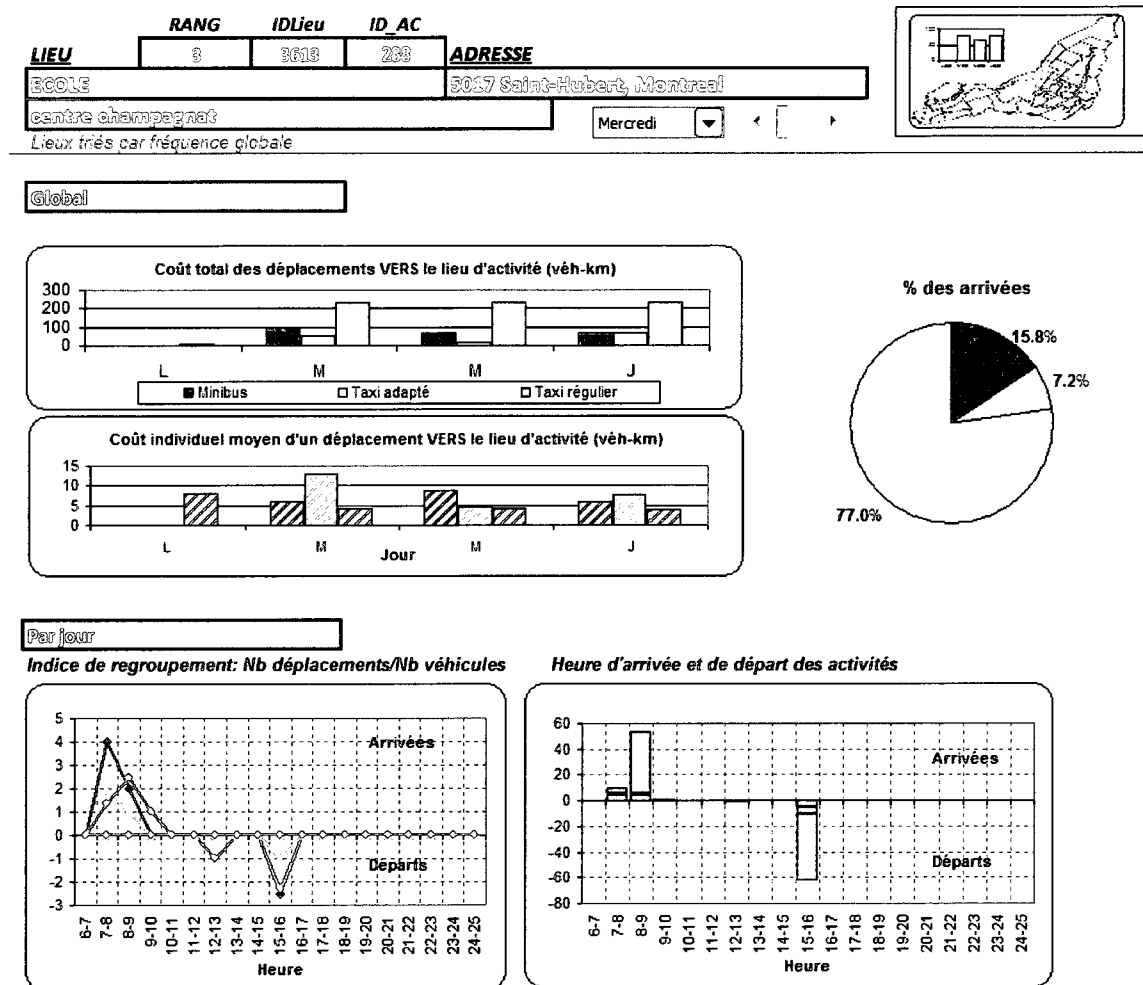 RANG IDLieu ID_AC
LIEU 3 3613 288 ADRESSE
ECOLE 5017 Saint-Hubert, Montreal
centre champagnat Mercredi
Lieux triés par fréquence globale
Global
Coût total des déplacements VERS le lieu d'activité (véh-km)
300
200
100
0
L M M J
Minibus Taxi adapté Taxi régulier
% des arrivées
15.8%
7.2%
77.0%
Coût individuel moyen d'un déplacement VERS le lieu d'activité (véh-km)
15
10
5
0
L M M J
Jour
Par jour
Indice de regroupement: Nb déplacements/Nb véhicules
5
4
3
2
1
0
-1
-2
-3
Arrivées
Départs
6-7 7-8 8-9 9-10 10-11 11-12 12-13 13-14 14-15 15-16 16-17 17-18 18-19 19-20 20-21 21-22 22-23 23-24 24-25
Heure
Heure d'arrivée et de départ des activités
60
40
20
0
-20
-40
-60
-80
Arrivées
Départs
6-7 7-8 8-9 9-10 10-11 11-12 12-13 13-14 14-15 15-16 16-17 17-18 18-19 19-20 20-21 21-22 22-23 23-24 24-25
Heure